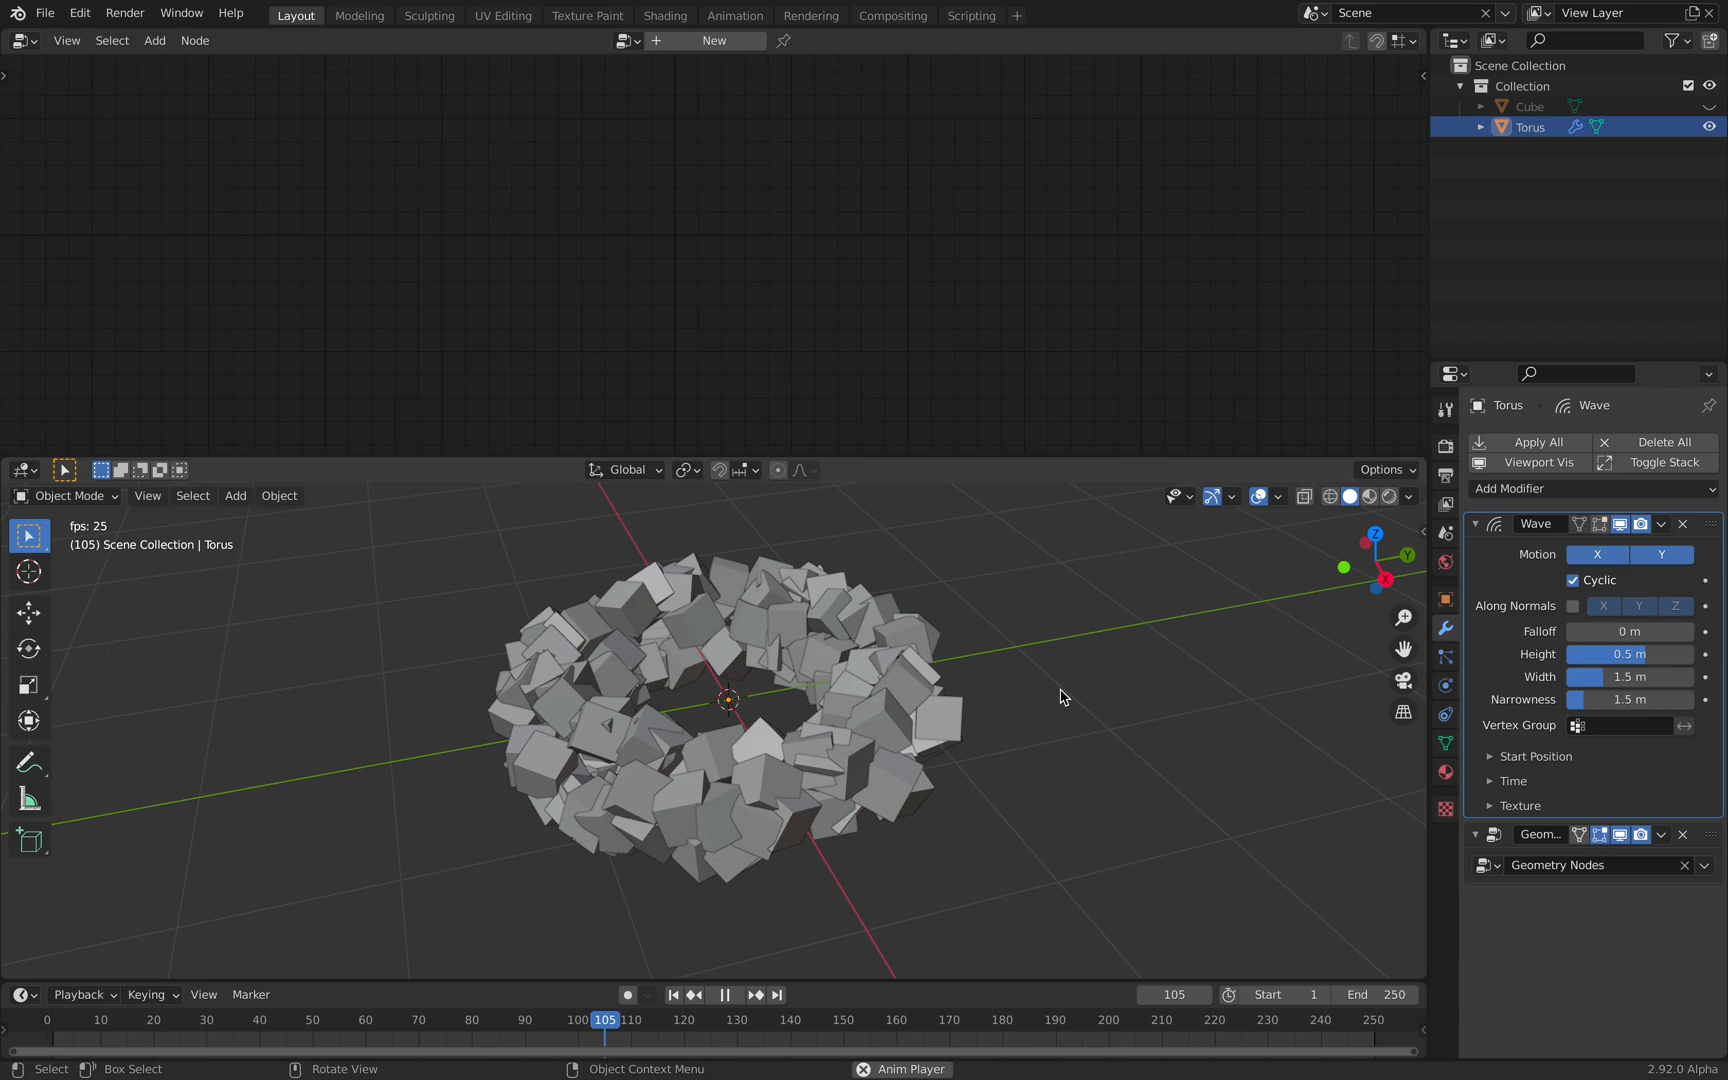 File Edit Render Window Help Layout Modeling Sculpting UV Editing Texture Paint Shading Animation Rendering Compositing Scripting + Scene View Layer
View Select Add Node + New
Scene Collection
Collection
Cube
Torus
Torus Wave
Apply All Delete All
Viewport Vis Toggle Stack
Add Modifier
Wave
Motion X Y
Cyclic
Along Normals X Y Z
Falloff 0 m
Height 0.5 m
Width 1.5 m
Narrowness 1.5 m
Vertex Group
Start Position
Time
Texture
Geom...
Geometry Nodes
Global Options
Object Mode View Select Add Object
fps: 25
(105) Scene Collection | Torus
Z
Y
X
Playback Keying View Marker 105 Start 1 End 250
0 10 20 30 40 50 60 70 80 90 100 105 110 120 130 140 150 160 170 180 190 200 210 220 230 240 250
Select Box Select Rotate View Object Context Menu Anim Player 2.92.0 Alpha